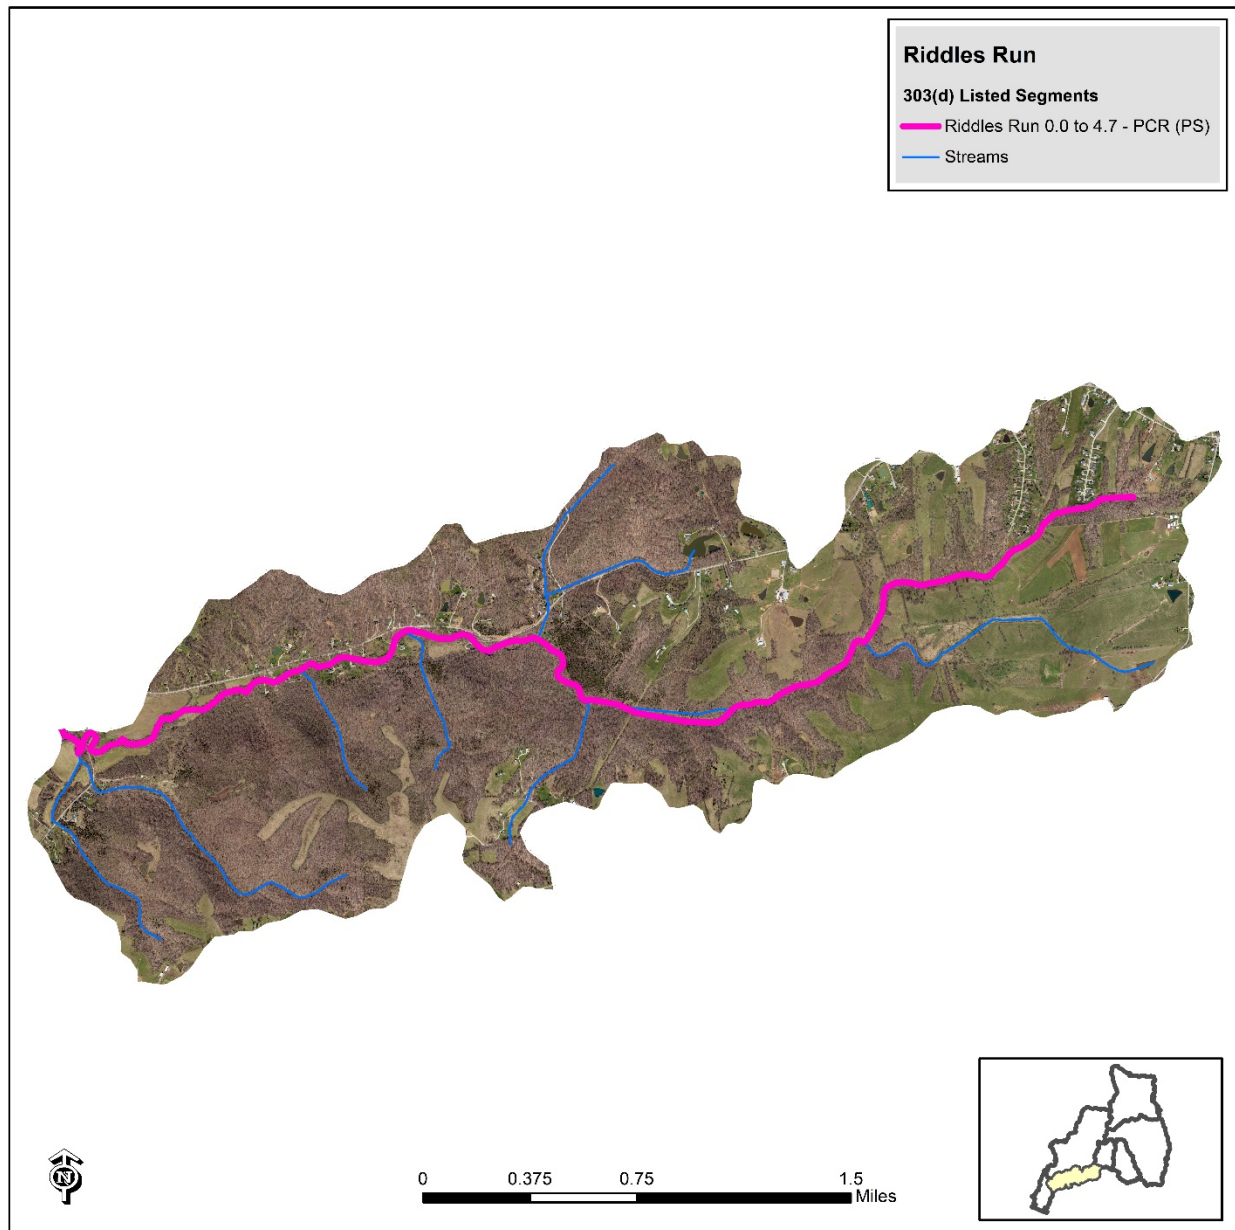 Riddles Run
303(d) Listed Segments
Riddles Run 0.0 to 4.7 - PCR (PS)
Streams
N
0 0.375 0.75 1.5
Miles